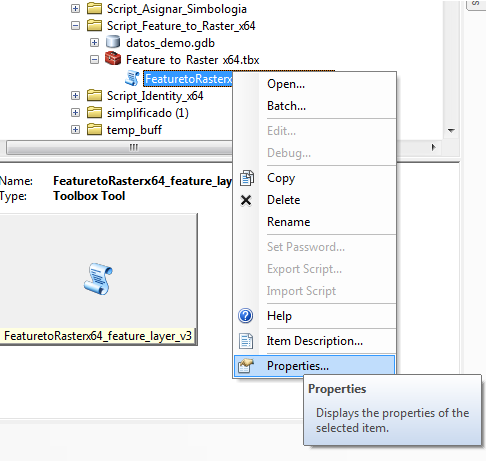 Script_Asignar_Simbologia
Script_Feature_to_Raster_x64
datos_demo.gdb
Feature to Raster x64.tbx
FeaturetoRasterx
Script_Identity_x64
simplificado (1)
temp_buff
Open...
Batch...
Edit...
Debug...
Copy
Delete
Rename
Set Password...
Export Script...
Import Script
Help
Item Description...
Properties...
Name: FeaturetoRasterx64_feature_lay
Type: Toolbox Tool
FeaturetoRasterx64_feature_layer_v3
Properties
Displays the properties of the
selected item.